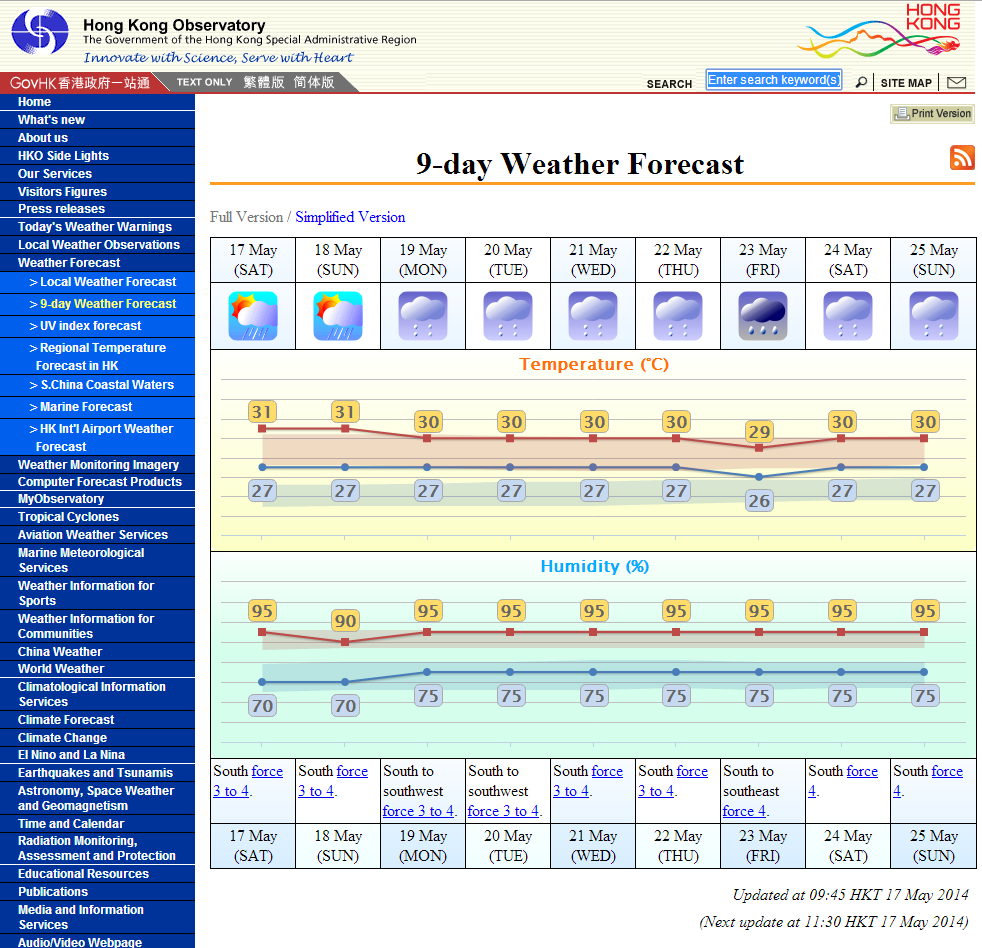 Hong Kong Observatory
The Government of the Hong Kong Special Administrative Region
Innovate with Science, Serve with Heart
HONG
KONG
GovHK 香港政府一站通 TEXT ONLY 繁體版 简体版
SEARCH Enter search keyword(s) SITE MAP
Home
What's new
About us
HKO Side Lights
Our Services
Visitors Figures
Press releases
Today's Weather Warnings
Local Weather Observations
Weather Forecast
> Local Weather Forecast
> 9-day Weather Forecast
> UV index forecast
> Regional Temperature
Forecast in HK
> S.China Coastal Waters
> Marine Forecast
> HK Int'l Airport Weather
Forecast
Weather Monitoring Imagery
Computer Forecast Products
MyObservatory
Tropical Cyclones
Aviation Weather Services
Marine Meteorological
Services
Weather Information for
Sports
Weather Information for
Communities
China Weather
World Weather
Climatological Information
Services
Climate Forecast
Climate Change
El Nino and La Nina
Earthquakes and Tsunamis
Astronomy, Space Weather
and Geomagnetism
Time and Calendar
Radiation Monitoring,
Assessment and Protection
Educational Resources
Publications
Media and Information
Services
Audio/Video Webpage
Print Version
9-day Weather Forecast
Full Version / Simplified Version
17 May 18 May 19 May 20 May 21 May 22 May 23 May 24 May 25 May
(SAT) (SUN) (MON) (TUE) (WED) (THU) (FRI) (SAT) (SUN)
Temperature (℃)
31 31 30 30 30 30 29 30 30
27 27 27 27 27 27 26 27 27
Humidity (%)
95 90 95 95 95 95 95 95 95
70 70 75 75 75 75 75 75 75
South force South force South to South to South force South force South to South force South force
3 to 4. 3 to 4. southwest southwest 3 to 4. 3 to 4. southeast 4. 4.
force 3 to 4. force 3 to 4. force 4.
17 May 18 May 19 May 20 May 21 May 22 May 23 May 24 May 25 May
(SAT) (SUN) (MON) (TUE) (WED) (THU) (FRI) (SAT) (SUN)
Updated at 09:45 HKT 17 May 2014
(Next update at 11:30 HKT 17 May 2014)